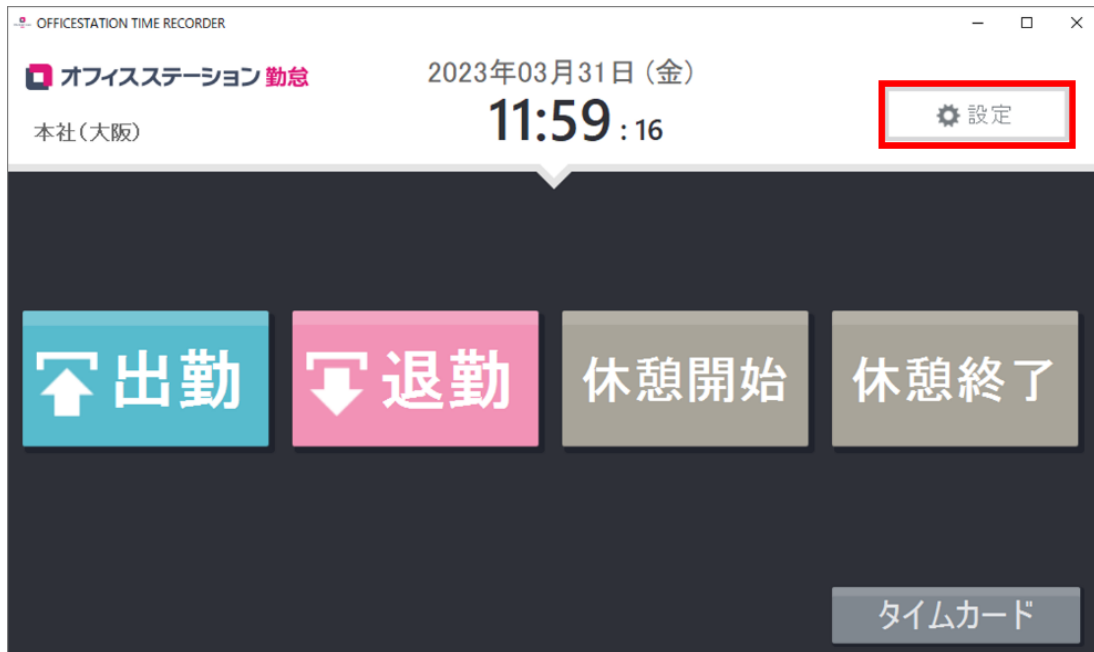 OFFICESTATION TIME RECORDER
オフィスステーション 勤怠
2023年03月31日 (金)
11:59 : 16
設定
本社(大阪)
出勤
退勤
休憩開始
休憩終了
タイムカード